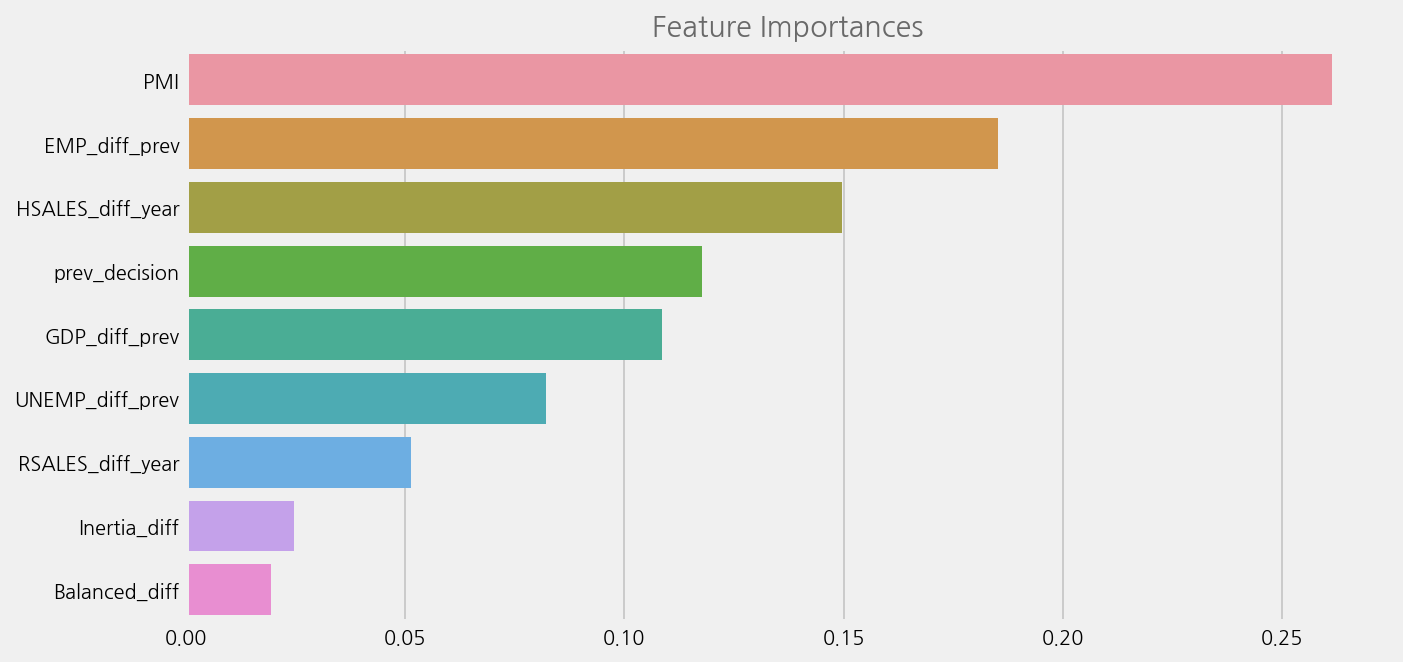 Feature Importances
PMI
EMP_diff_prev
HSALES_diff_year
prev_decision
GDP_diff_prev
UNEMP_diff_prev
RSALES_diff_year
Inertia_diff
Balanced_diff
0.00 0.05 0.10 0.15 0.20 0.25